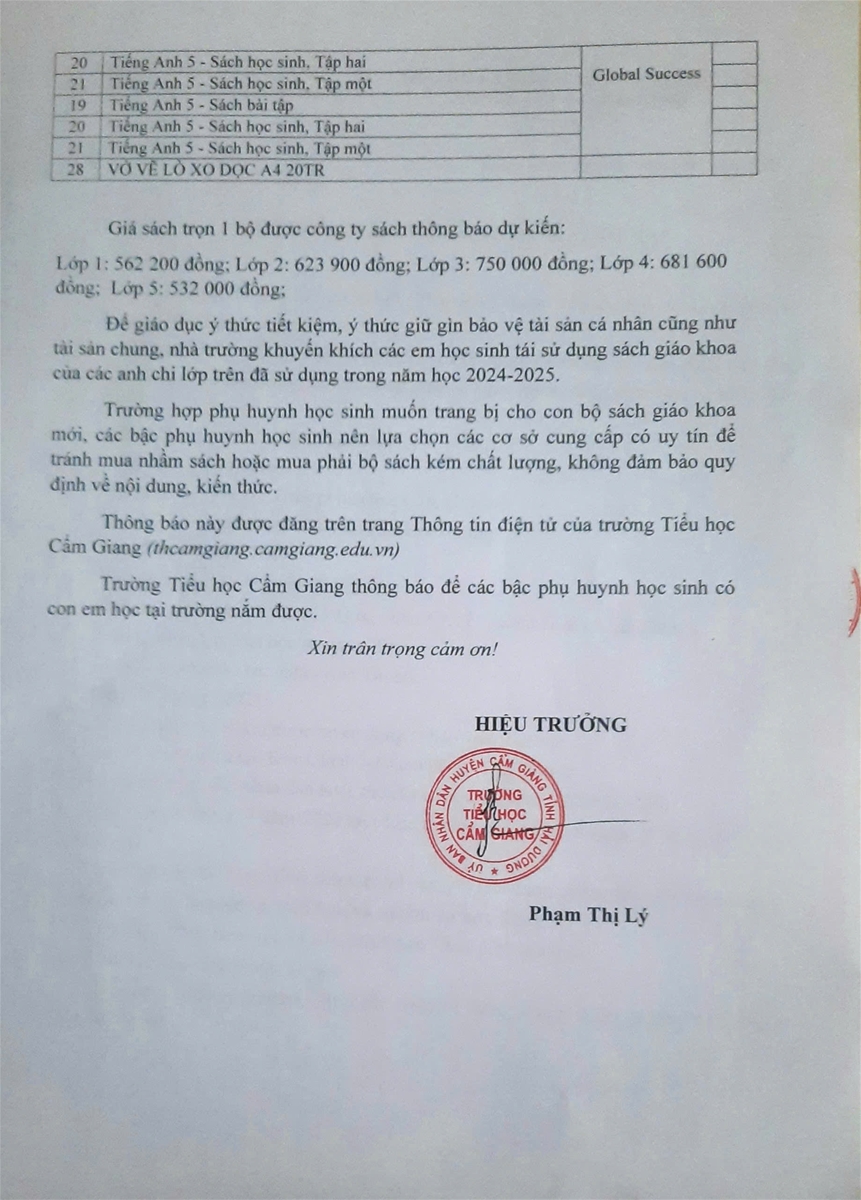 20 Tiếng Anh 5 - Sách học sinh, Tập hai
Global Success
21 Tiếng Anh 5 - Sách học sinh, Tập một
19 Tiếng Anh 5 - Sách bài tập
20 Tiếng Anh 5 - Sách học sinh, Tập hai
21 Tiếng Anh 5 - Sách học sinh, Tập một
28 VỞ VẼ LÒ XO DỌC A4 20TR
Giá sách trọn 1 bộ được công ty sách thông báo dự kiến:
Lớp 1: 562 200 đồng; Lớp 2: 623 900 đồng; Lớp 3: 750 000 đồng; Lớp 4: 681 600
đồng; Lớp 5: 532 000 đồng;
Để giáo dục ý thức tiết kiệm, ý thức giữ gìn bảo vệ tài sản cá nhân cũng như
tài sản chung, nhà trường khuyến khích các em học sinh tái sử dụng sách giáo khoa
của các anh chi lớp trên đã sử dụng trong năm học 2024-2025.
Trường hợp phụ huynh học sinh muốn trang bị cho con bộ sách giáo khoa
mới, các bậc phụ huynh học sinh nên lựa chọn các cơ sở cung cấp có uy tín để
tránh mua nhầm sách hoặc mua phải bộ sách kém chất lượng, không đảm bảo quy
định về nội dung, kiến thức.
Thông báo này được đăng trên trang Thông tin điện tử của trường Tiểu học
Cẩm Giang (thcamgiang.camgiang.edu.vn)
Trường Tiểu học Cẩm Giang thông báo để các bậc phụ huynh học sinh có
con em học tại trường nắm được.
Xin trân trọng cảm ơn!
HIỆU TRƯỞNG
ỦY BAN NHÂN DÂN HUYỆN CẨM GIÀNG TỈNH HẢI DƯƠNG
TRƯỜNG
TIỂU HỌC
CẨM GIANG
Phạm Thị Lý